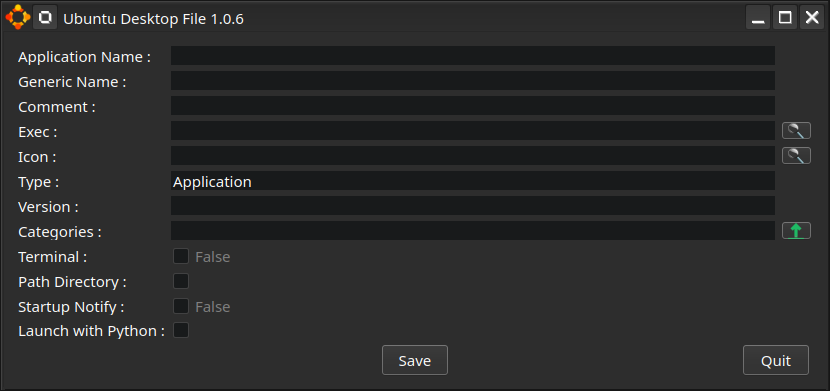 Ubuntu Desktop File 1.0.6
Application Name :
Generic Name :
Comment :
Exec :
Icon :
Type : Application
Version :
Categories :
Terminal : False
Path Directory :
Startup Notify : False
Launch with Python :
Save Quit